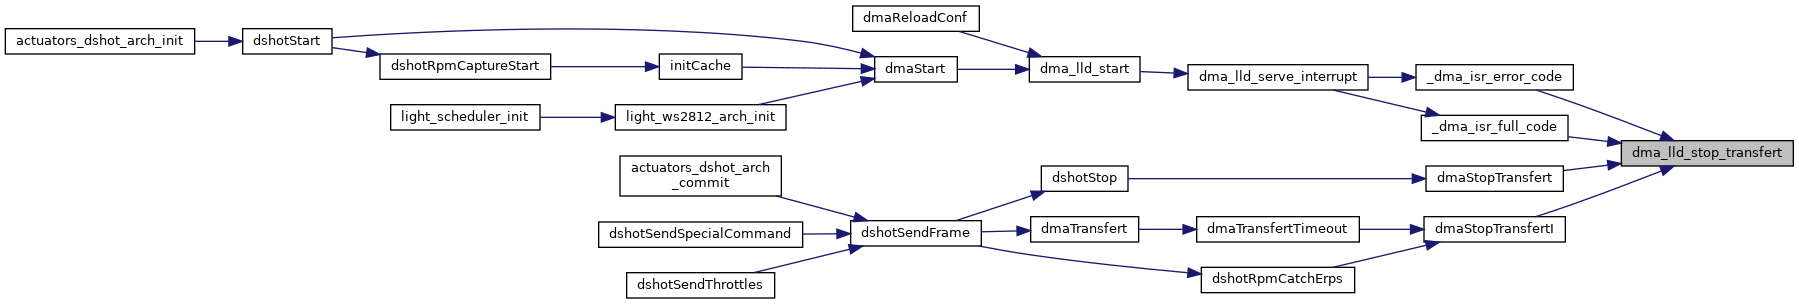 dmaReloadConf
actuators_dshot_arch_init
dshotStart
dshotRpmCaptureStart
initCache
dmaStart
dma_lld_start
dma_lld_serve_interrupt
_dma_isr_error_code
light_scheduler_init
light_ws2812_arch_init
_dma_isr_full_code
dma_lld_stop_transfert
actuators_dshot_arch
_commit
dshotStop
dmaStopTransfert
dshotSendSpecialCommand
dshotSendFrame
dmaTransfert
dmaTransfertTimeout
dmaStopTransfertI
dshotSendThrottles
dshotRpmCatchErps